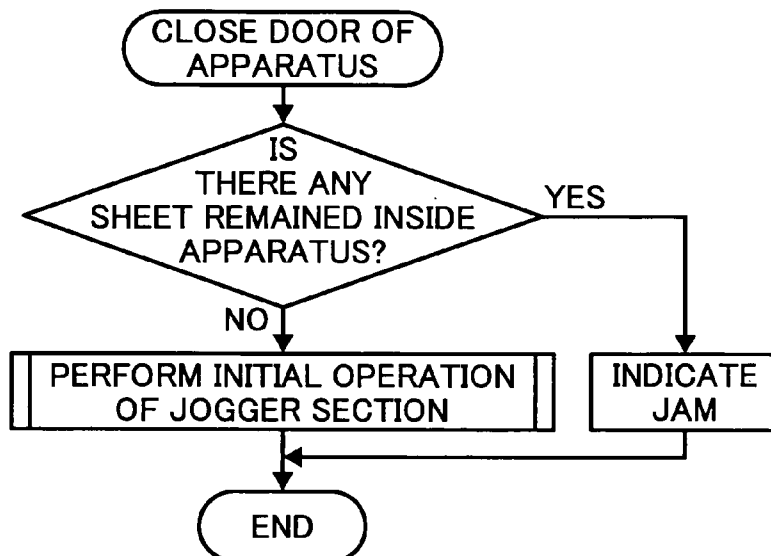 CLOSE DOOR OF
APPARATUS
IS
THERE ANY
SHEET REMAINED INSIDE
APPARATUS?
YES
NO
PERFORM INITIAL OPERATION
OF JOGGER SECTION
INDICATE
JAM
END